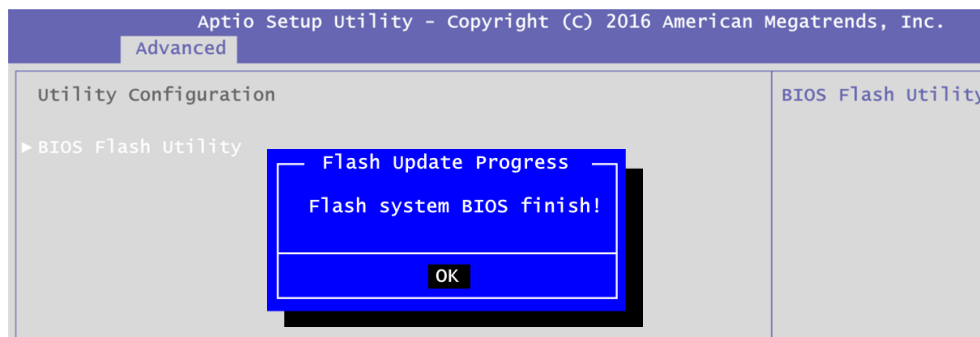 Aptio Setup Utility - Copyright (C) 2016 American Megatrends, Inc.
Advanced
Utility Configuration
BIOS Flash Utility
BIOS Flash Utility
Flash Update Progress
Flash system BIOS finish!
OK